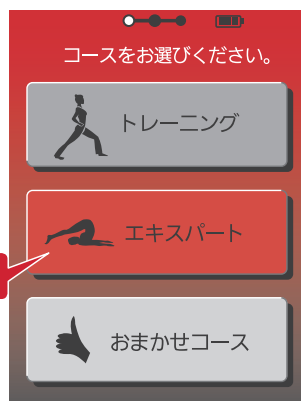 コースをお選びください。
トレーニング
エキスパート
おまかせコース